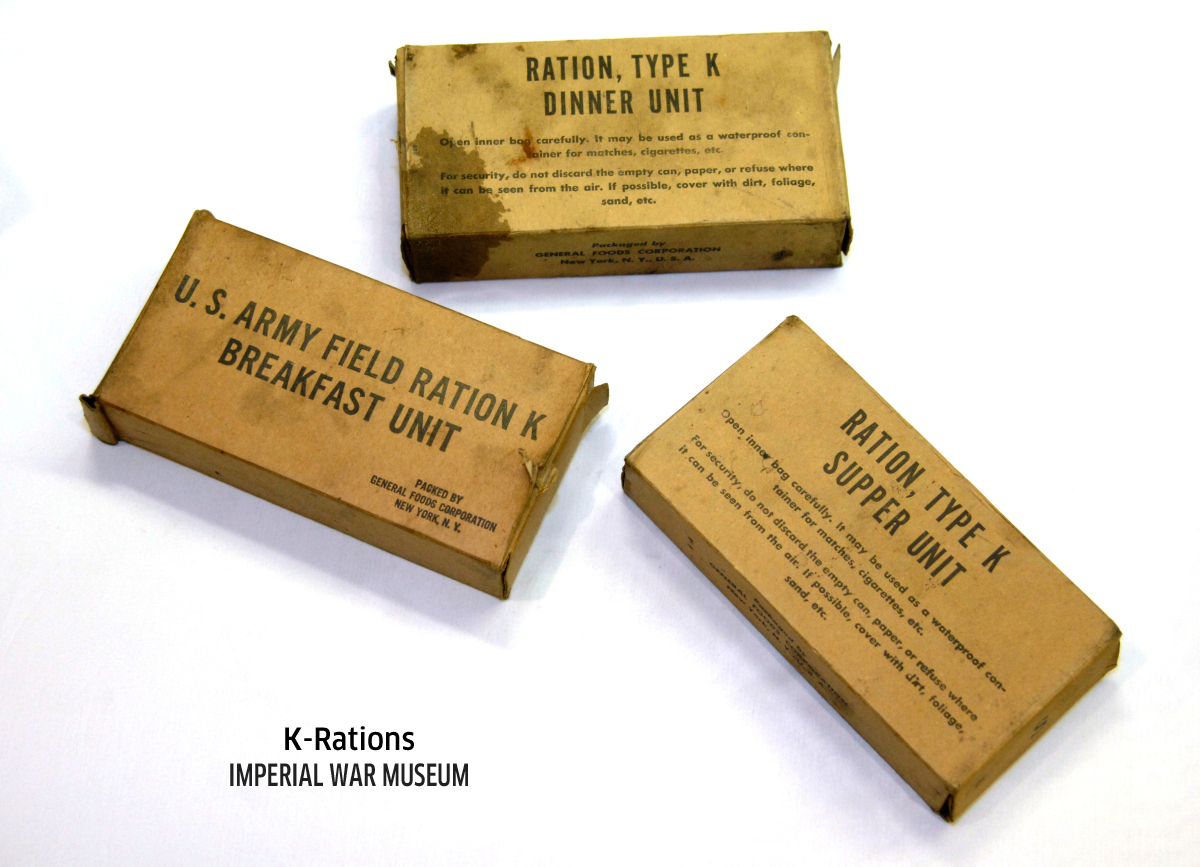 RATION, TYPE K
DINNER UNIT
Open inner bag carefully. It may be used as a waterproof con-
tainer for matches, cigarettes, etc.
For security, do not discard the empty can, paper, or refuse where
it can be seen from the air. If possible, cover with dirt, foliage,
sand, etc.
Packaged by
GENERAL FOODS CORPORATION
New York, N. Y., U. S. A.
U. S. ARMY FIELD RATION K
BREAKFAST UNIT
PACKED BY
GENERAL FOODS CORPORATION
NEW YORK, N. Y.
RATION, TYPE K
SUPPER UNIT
Open inner bag carefully. It may be used as a waterproof con-
tainer for matches, cigarettes, etc.
For security, do not discard the empty can, paper, or refuse where
it can be seen from the air. If possible, cover with dirt, foliage,
sand, etc.
GENERAL FOODS CORPORATION
K-Rations
IMPERIAL WAR MUSEUM